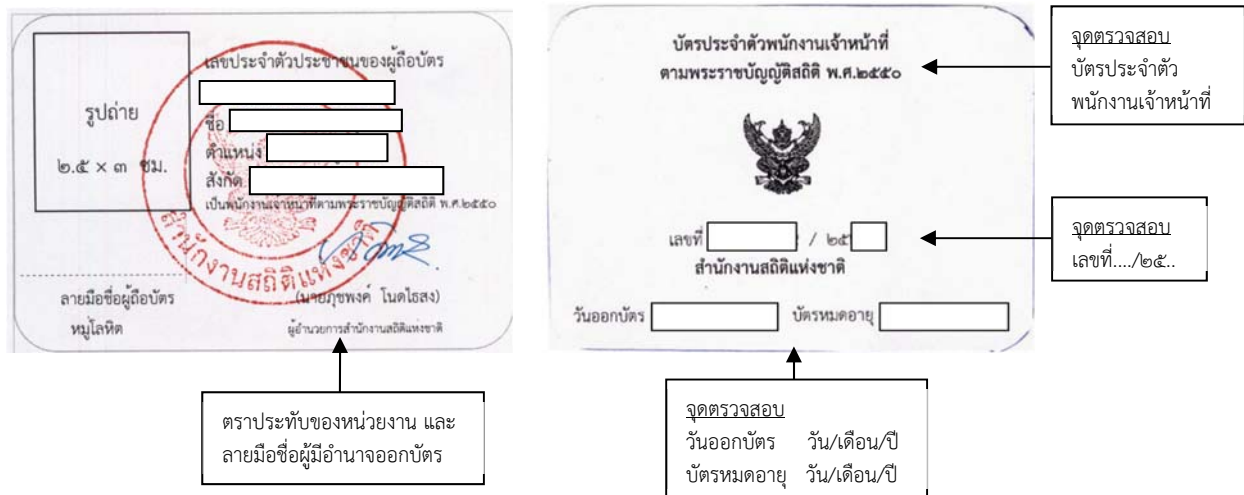 รูปถ่าย
๒.๕ × ๓ ซม.
เลขประจำตัวประชาชนของผู้ถือบัตร
ชื่อ
ตำแหน่ง
สังกัด
เป็นพนักงานเจ้าหน้าที่ตามพระราชบัญญัติสถิติ พ.ศ.๒๕๕๐
สำนักงานสถิติแห่งชาติ
ลายมือชื่อผู้ถือบัตร
หมู่โลหิต
(นายภุชพงค์ โนดไธสง)
ผู้อำนวยการสำนักงานสถิติแห่งชาติ
ตราประทับของหน่วยงาน และ
ลายมือชื่อผู้มีอำนาจออกบัตร
บัตรประจำตัวพนักงานเจ้าหน้าที่
ตามพระราชบัญญัติสถิติ พ.ศ.๒๕๕๐
เลขที่ / ๒๕
สำนักงานสถิติแห่งชาติ
วันออกบัตร บัตรหมดอายุ
จุดตรวจสอบ
บัตรประจำตัว
พนักงานเจ้าหน้าที่
จุดตรวจสอบ
เลขที่..../๒๕..
จุดตรวจสอบ
วันออกบัตร วัน/เดือน/ปี
บัตรหมดอายุ วัน/เดือน/ปี